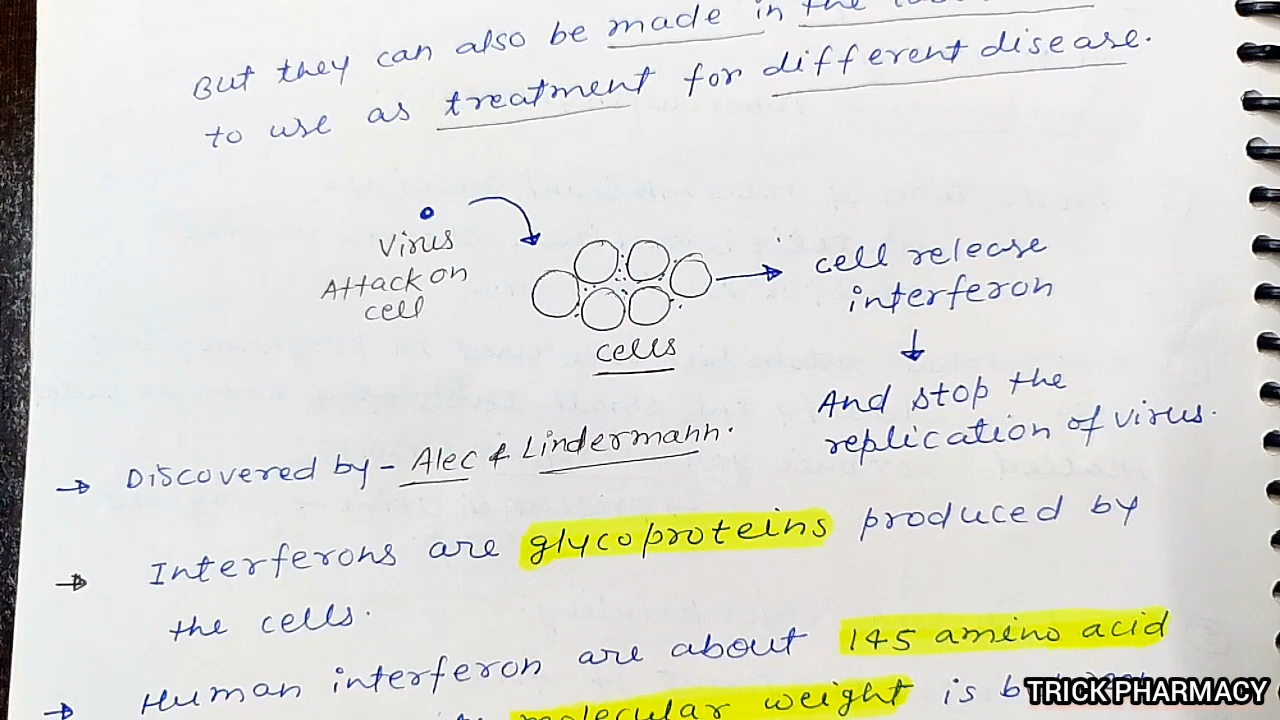 But they can also be made in the
to use as treatment for different disease.
Virus
Attack on
cell
cells
cell release
interferon
And stop the
replication of virus.
→ Discovered by - Alec & Lindermann.
→ Interferons are glycoproteins produced by
the cells.
→ Human interferon are about 145 amino acid
molecular weight is
TRICK PHARMACY